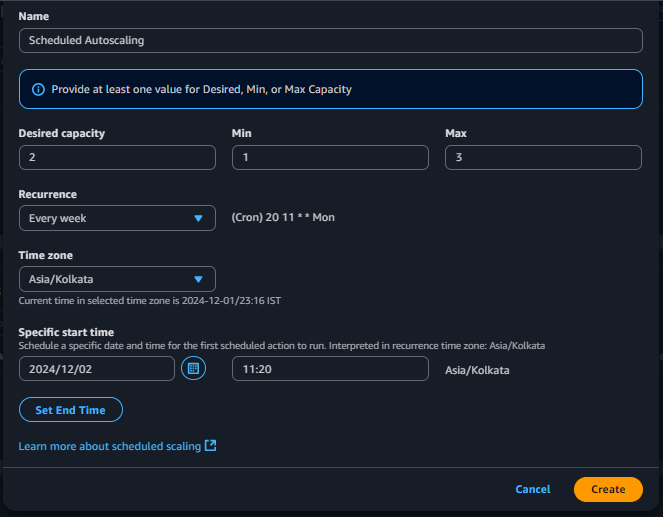 Name
Scheduled Autoscaling
Provide at least one value for Desired, Min, or Max Capacity
Desired capacity Min Max
2 1 3
Recurrence
Every week (Cron) 20 11 * * Mon
Time zone
Asia/Kolkata
Current time in selected time zone is 2024-12-01/23:16 IST
Specific start time
Schedule a specific date and time for the first scheduled action to run. Interpreted in recurrence time zone: Asia/Kolkata
2024/12/02 11:20 Asia/Kolkata
Set End Time
Learn more about scheduled scaling
Cancel Create